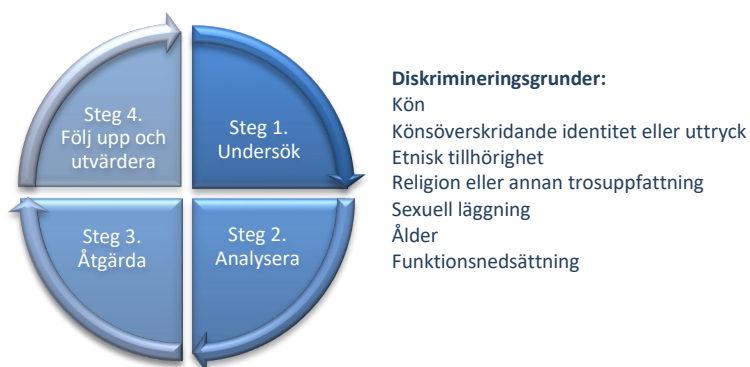 Steg 1.
Undersök
Steg 2.
Analysera
Steg 3.
Åtgärda
Steg 4.
Följ upp och
utvärdera
Diskrimineringsgrunder:
Kön
Könsöverskridande identitet eller uttryck
Etnisk tillhörighet
Religion eller annan trosuppfattning
Sexuell läggning
Ålder
Funktionsnedsättning